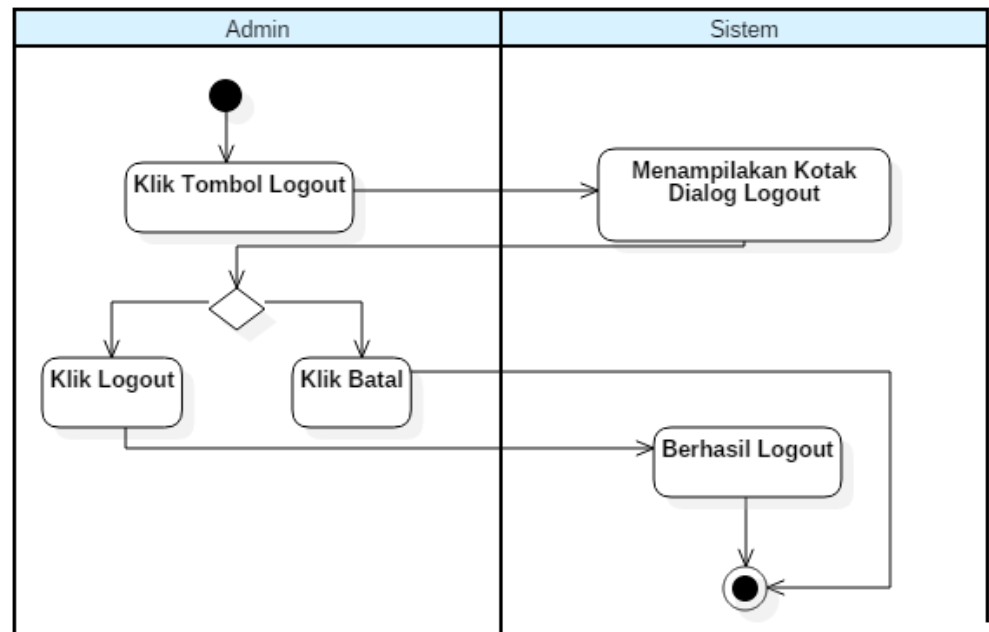 Admin
Sistem
Klik Tombol Logout
Menampilakan Kotak
Dialog Logout
Klik Logout
Klik Batal
Berhasil Logout